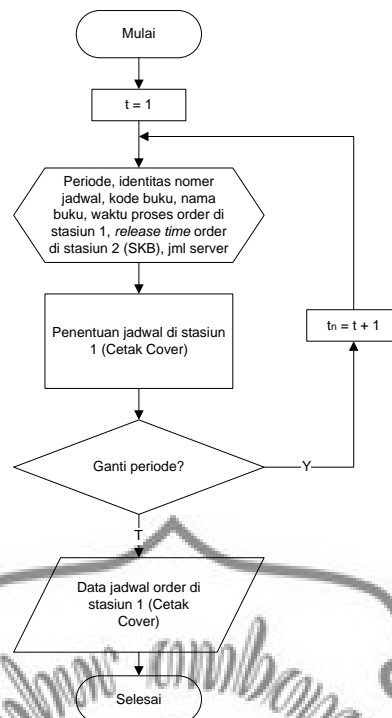 Mulai
t = 1
Periode, identitas nomer
jadwal, kode buku, nama
buku, waktu proses order di
stasiun 1, release time order
di stasiun 2 (SKB), jml server
Penentuan jadwal di stasiun
1 (Cetak Cover)
tn = t + 1
Ganti periode?
Y
T
Data jadwal order di
stasiun 1 (Cetak
Cover)
Selesai